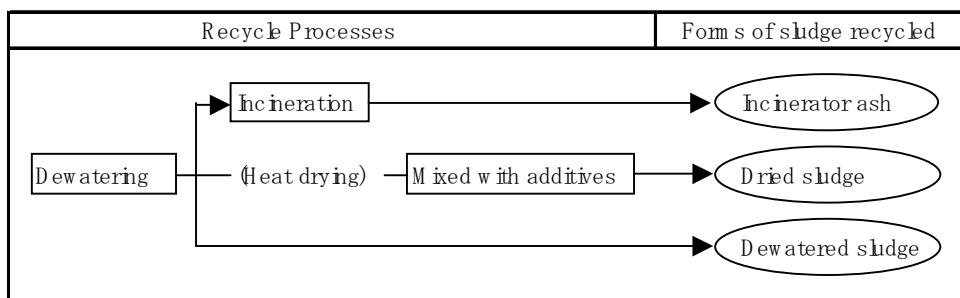 Recycle Processes
Forms of sludge recycled
Incineration
Incinerator ash
Dewatering
(Heat drying)
Mixed with additives
Dried sludge
Dewatered sludge